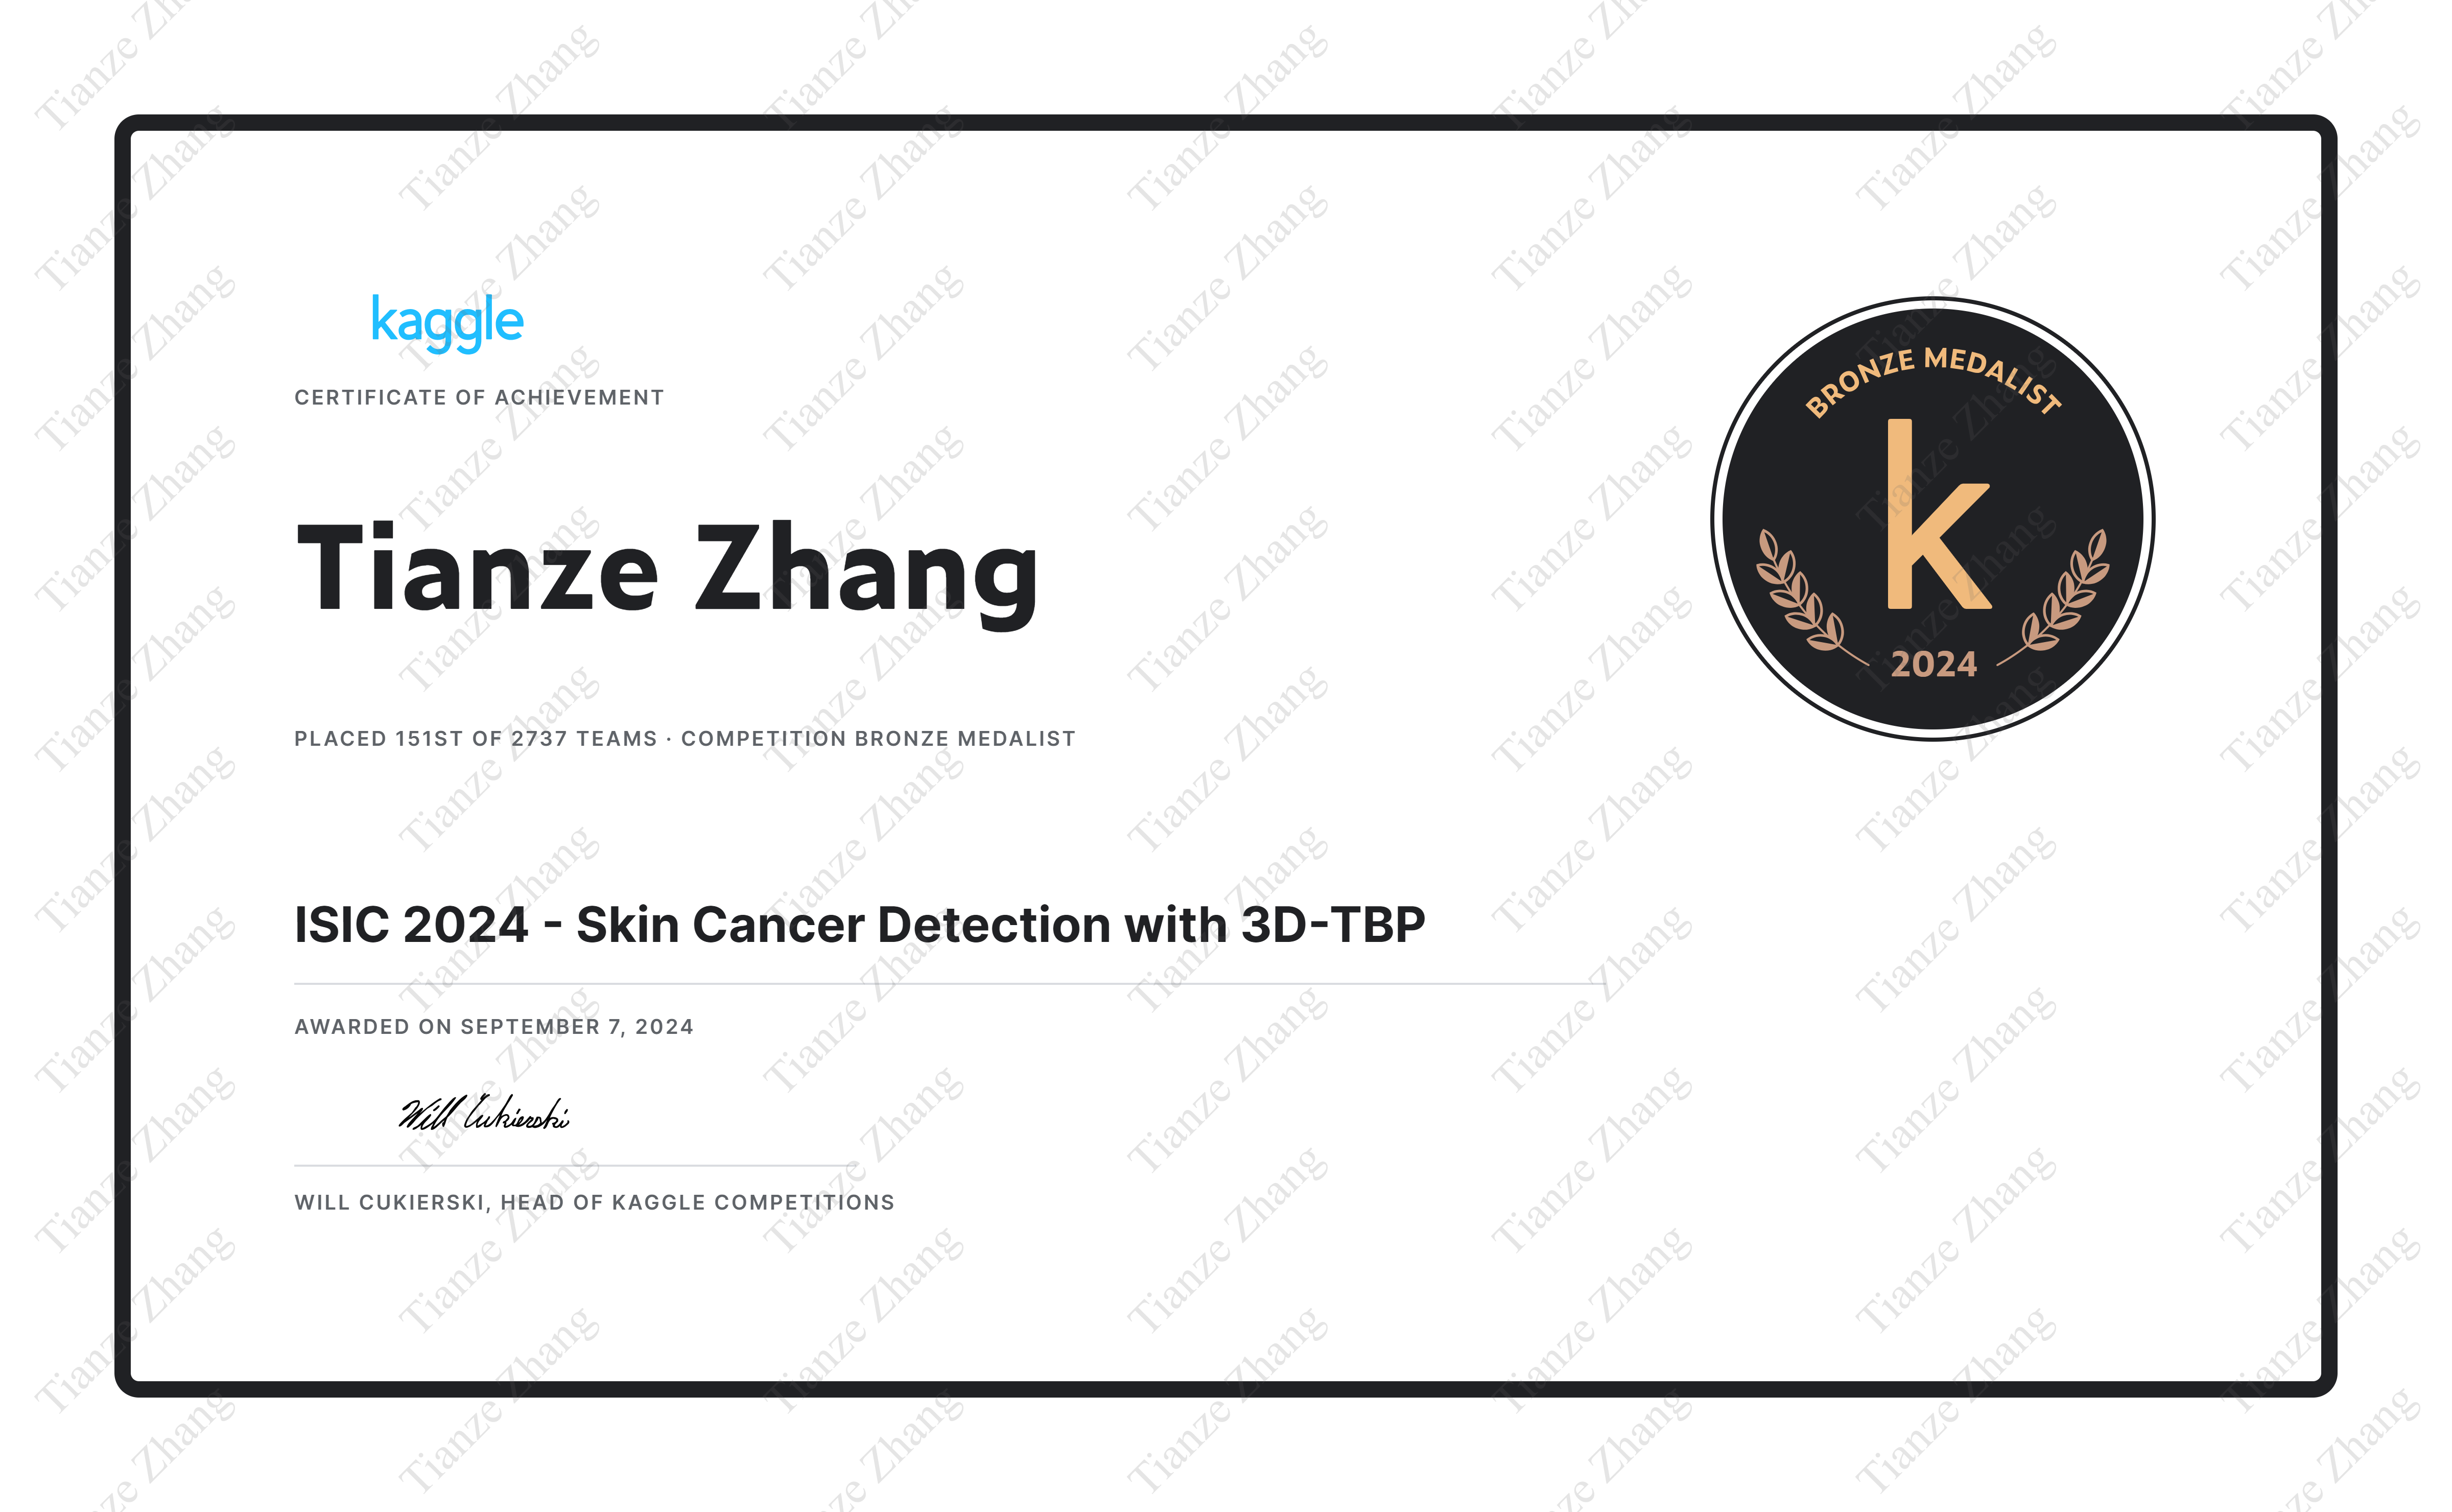 kaggle
CERTIFICATE OF ACHIEVEMENT
Tianze Zhang
PLACED 151ST OF 2737 TEAMS · COMPETITION BRONZE MEDALIST
ISIC 2024 - Skin Cancer Detection with 3D-TBP
AWARDED ON SEPTEMBER 7, 2024
Will Cukierski
WILL CUKIERSKI, HEAD OF KAGGLE COMPETITIONS
BRONZE MEDALIST
k
2024
Tianze Zhang